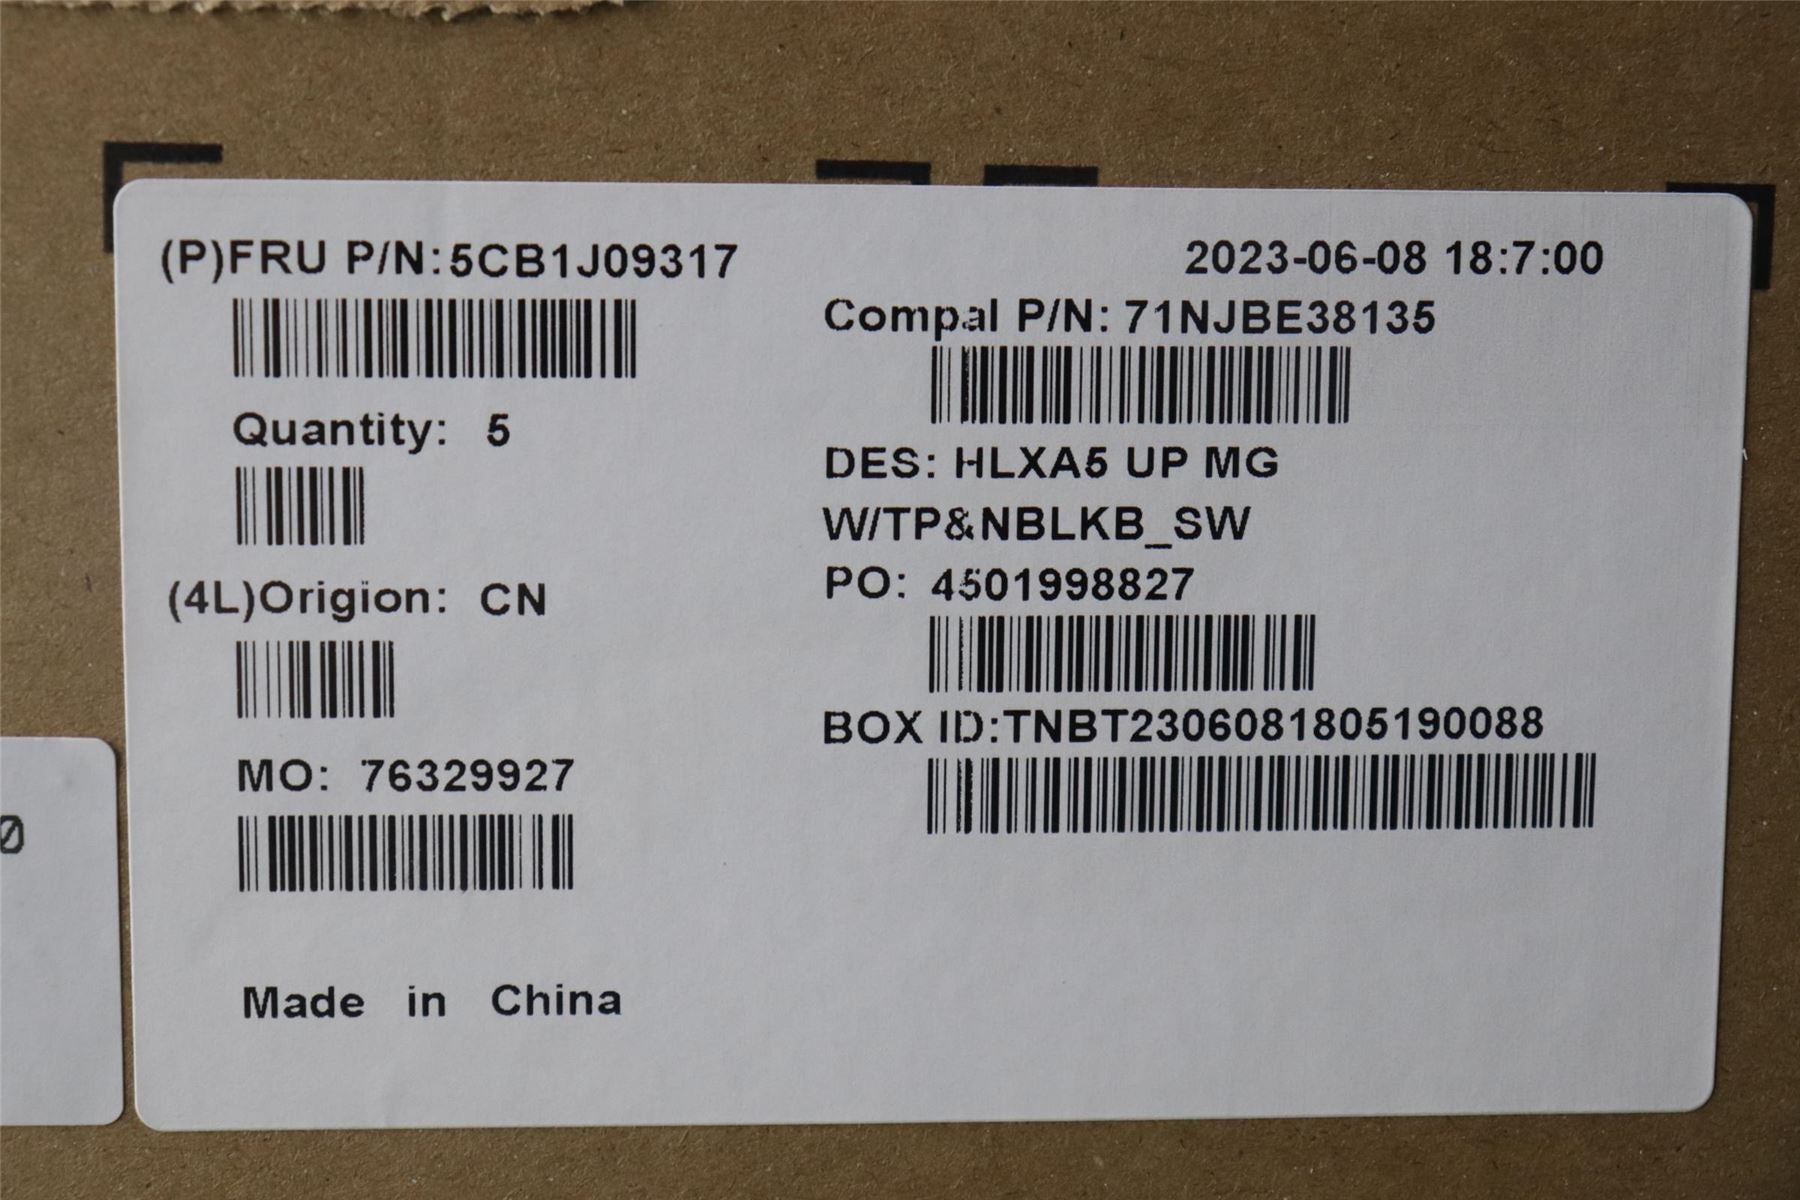 (P)FRU P/N:5CB1J09317
Quantity: 5
(4L)Origion: CN
MO: 76329927
Made in China
2023-06-08 18:7:00
Compal P/N: 71NJBE38135
DES: HLXA5 UP MG
W/TP&NBLKB_SW
PO: 4501998827
BOX ID:TNBT2306081805190088
0